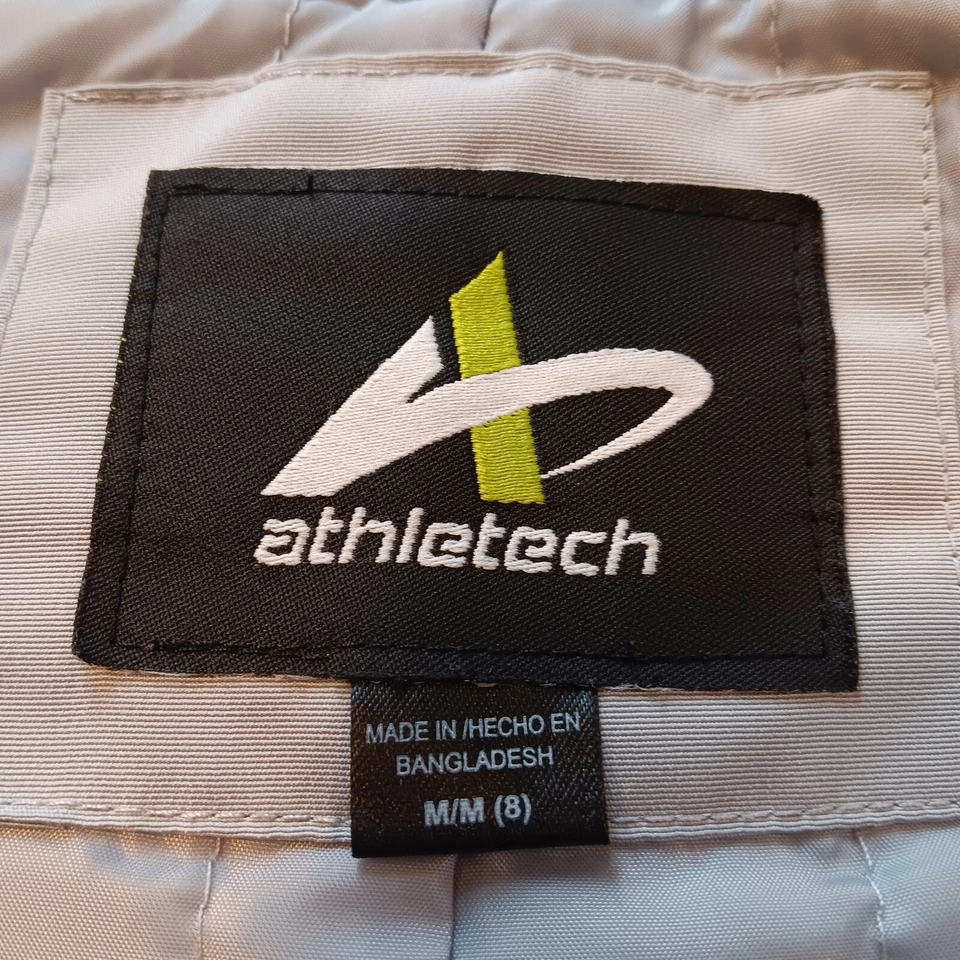 athletech
MADE IN /HECHO EN
BANGLADESH
M/M (8)